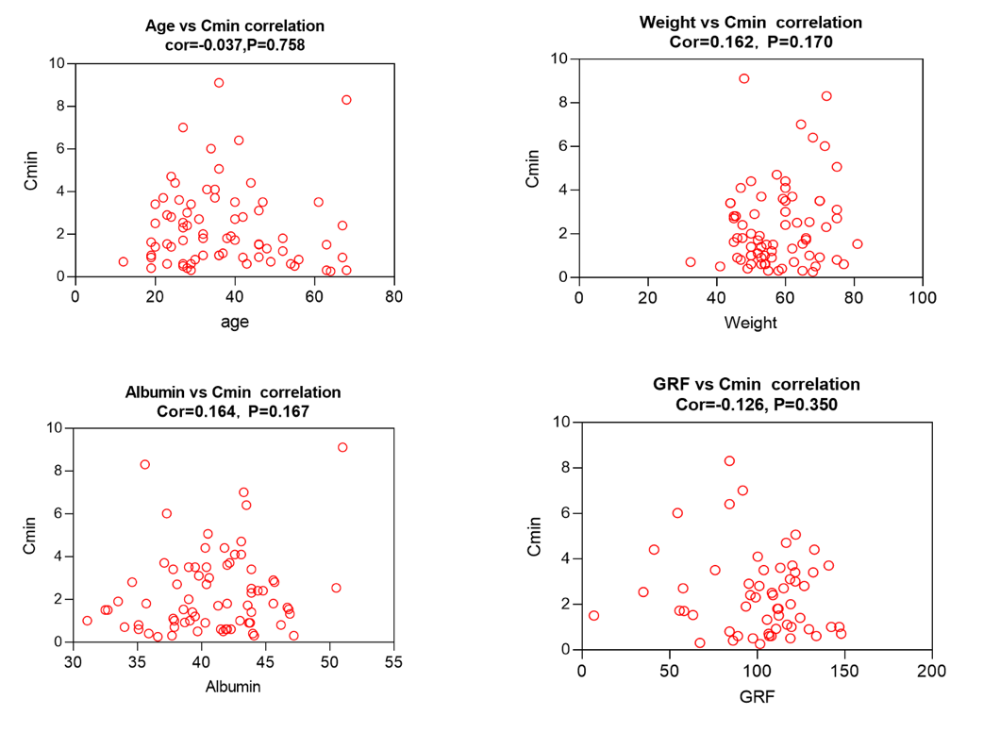 Age vs Cmin correlation
cor=-0.037,P=0.758
10
8
6
4
2
0
Cmin
0 20 40 60 80
age
Weight vs Cmin correlation
Cor=0.162, P=0.170
10
8
6
4
2
0
Cmin
0 20 40 60 80 100
Weight
Albumin vs Cmin correlation
Cor=0.164, P=0.167
10
8
6
4
2
0
Cmin
30 35 40 45 50 55
Albumin
GRF vs Cmin correlation
Cor=-0.126, P=0.350
10
8
6
4
2
0
Cmin
0 50 100 150 200
GRF